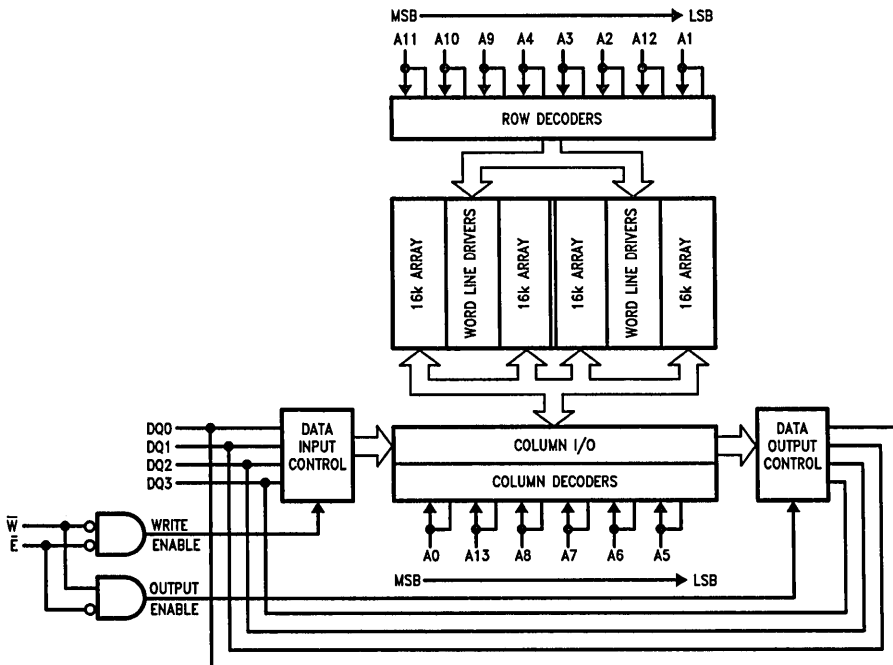 MSB LSB
A11 A10 A9 A4 A3 A2 A12 A1
ROW DECODERS
16k ARRAY
WORD LINE DRIVERS
16k ARRAY
16k ARRAY
WORD LINE DRIVERS
16k ARRAY
DQ0
DQ1
DQ2
DQ3
DATA
INPUT
CONTROL
COLUMN I/O
COLUMN DECODERS
DATA
OUTPUT
CONTROL
W̅
E̅
WRITE
ENABLE
OUTPUT
ENABLE
A0 A13 A8 A7 A6 A5
MSB LSB